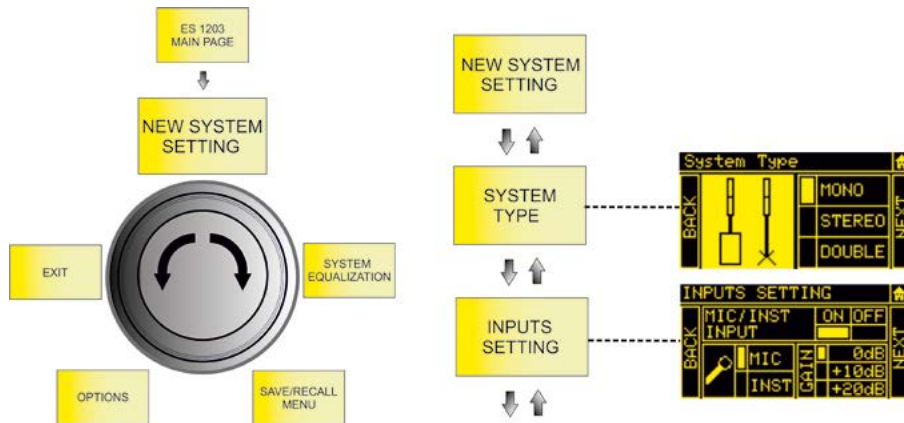 ES 1203
MAIN PAGE
NEW SYSTEM
SETTING
EXIT
SYSTEM
EQUALIZATION
OPTIONS
SAVE/RECALL
MENU
NEW SYSTEM
SETTING
SYSTEM
TYPE
INPUTS
SETTING
System Type
BACK
MONO
STEREO
DOUBLE
NEXT
INPUTS SETTING
BACK
MIC/INST
INPUT
ON OFF
MIC
INST
GAIN
0dB
+10dB
+20dB
NEXT